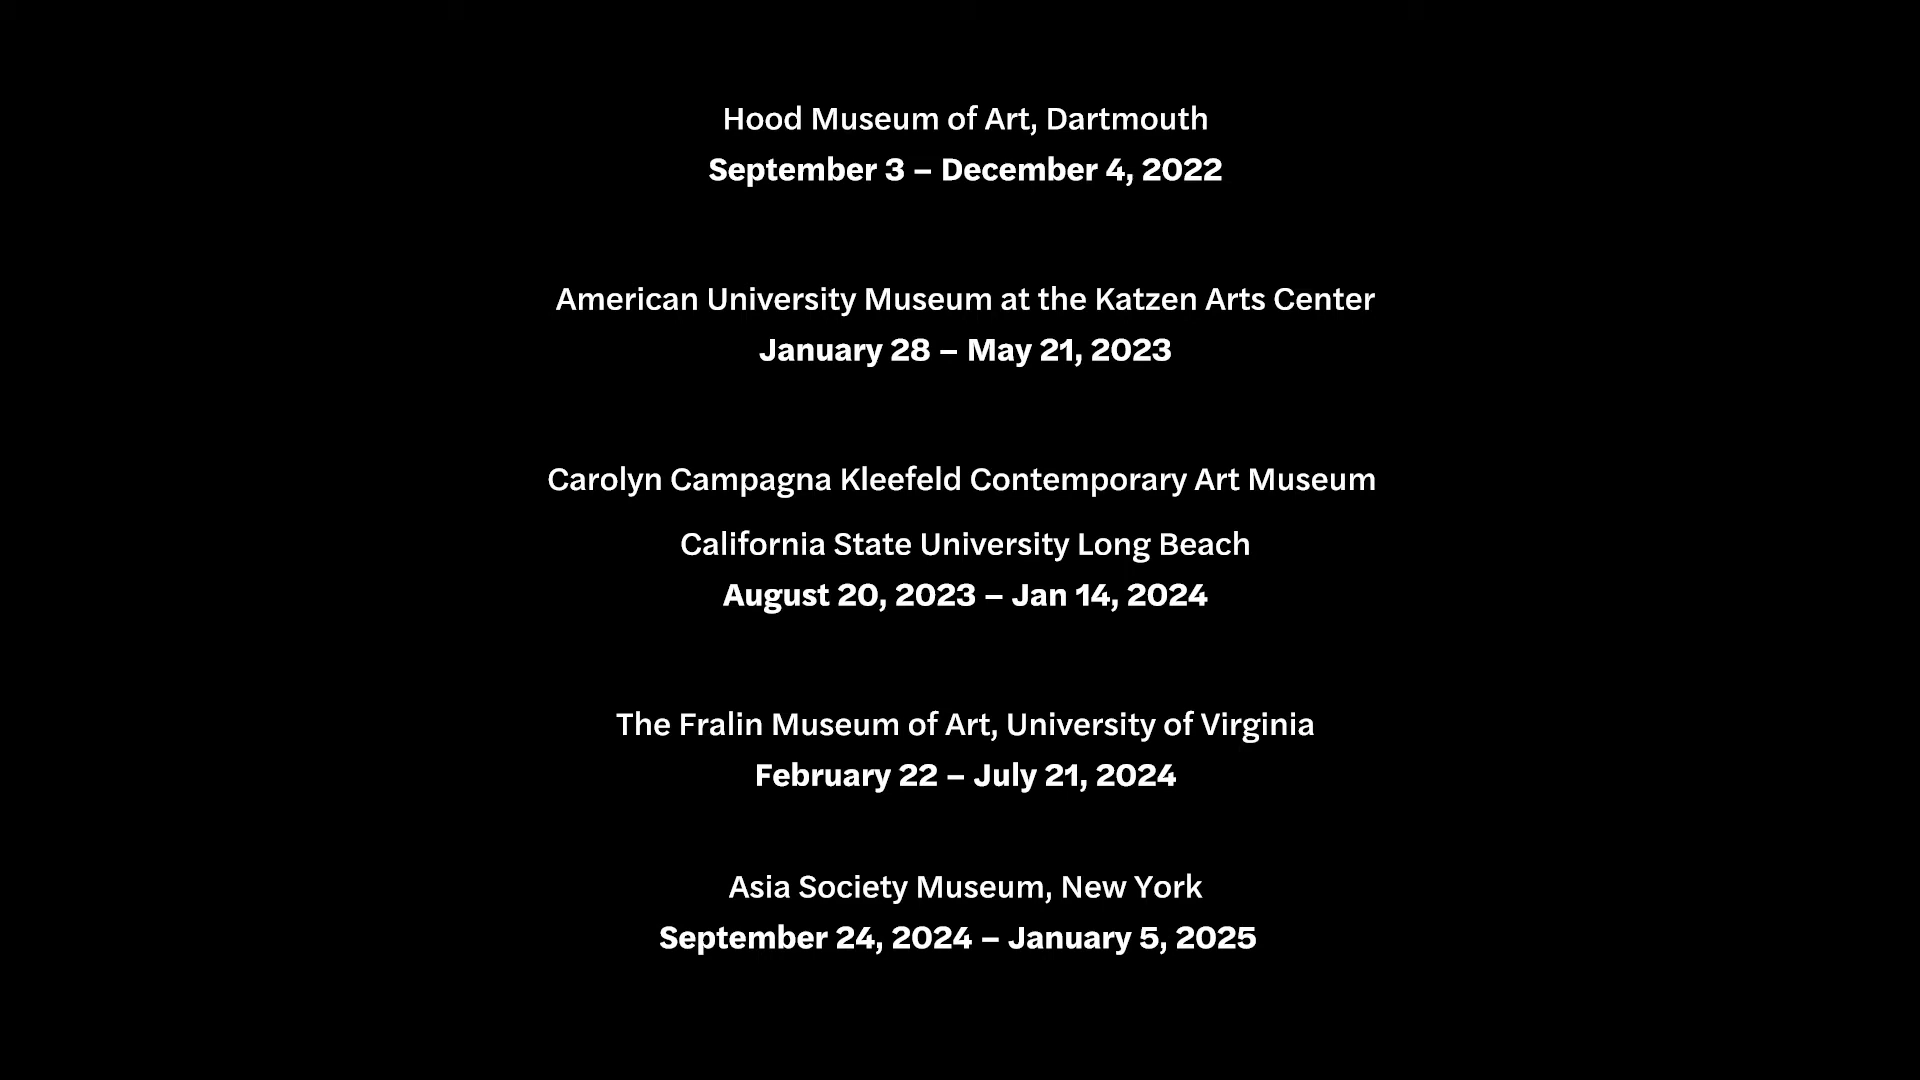 Hood Museum of Art, Dartmouth
September 3 – December 4, 2022
American University Museum at the Katzen Arts Center
January 28 – May 21, 2023
Carolyn Campagna Kleefeld Contemporary Art Museum
California State University Long Beach
August 20, 2023 – Jan 14, 2024
The Fralin Museum of Art, University of Virginia
February 22 – July 21, 2024
Asia Society Museum, New York
September 24, 2024 – January 5, 2025